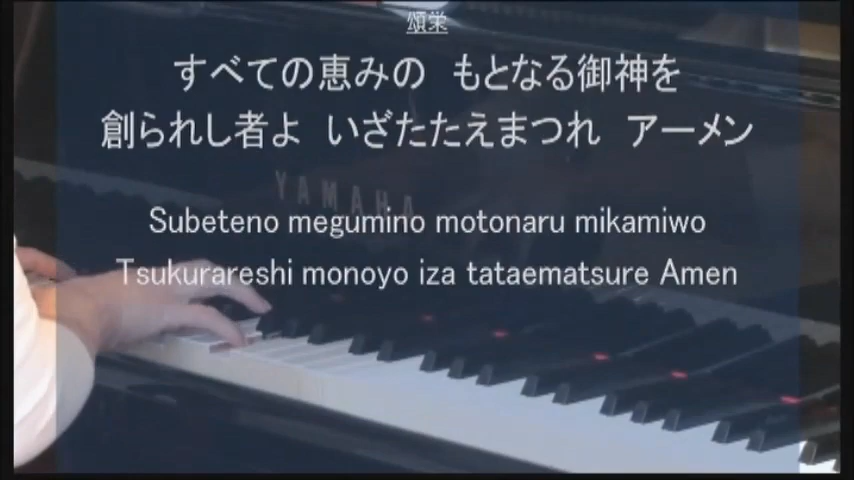 頌栄
すべての恵みの もとなる御神を
創られし者よ いざたたえまつれ アーメン
YAMAHA
Subeteno megumino motonaru mikamiwo
Tsukurareshi monoyo iza tataematsure Amen